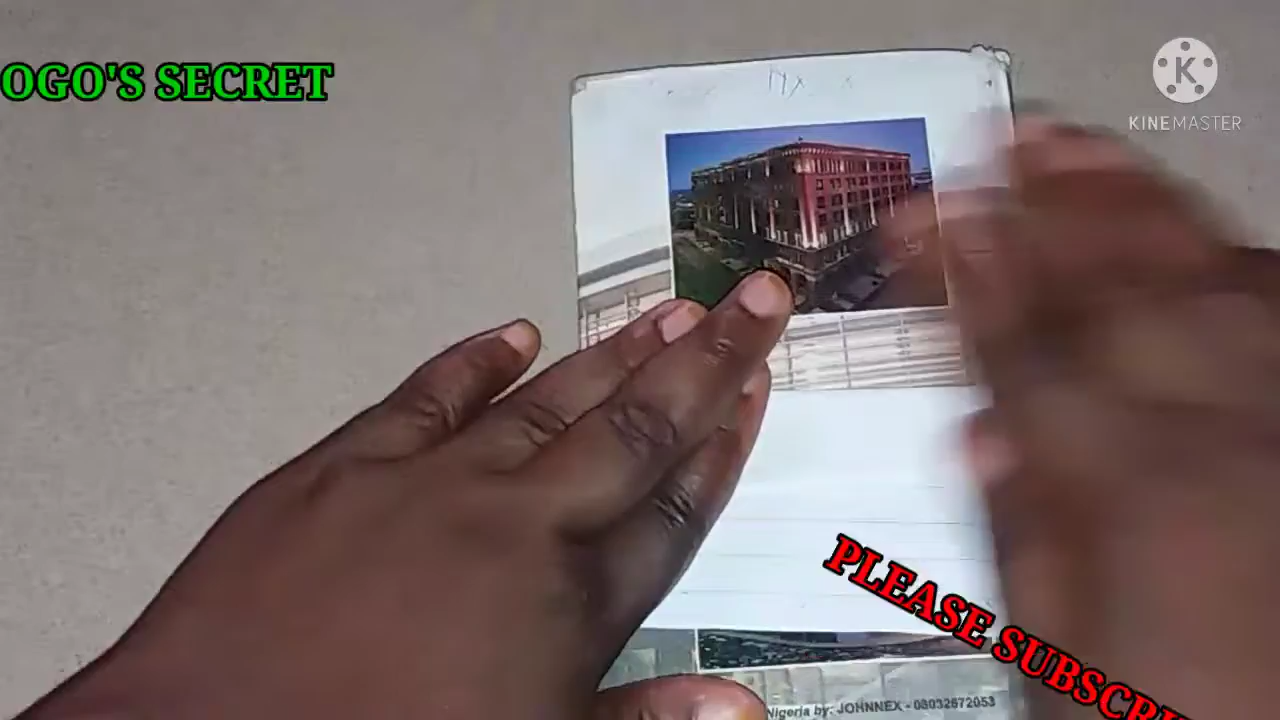 OGO'S SECRET
K
KINEMASTER
PLEASE SUBSCRI
Nigeria by: JOHNNEX - 08032672053